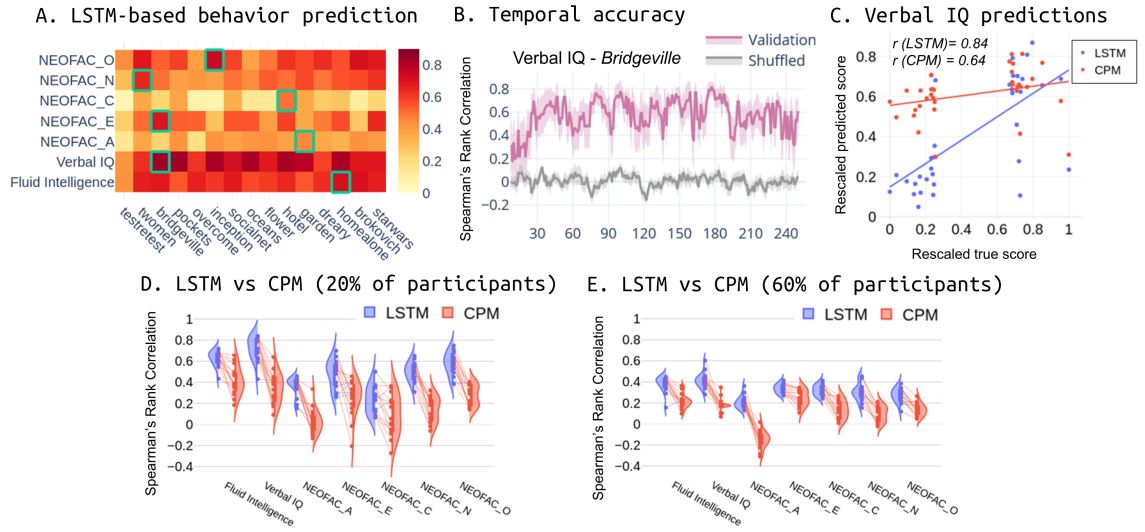 A. LSTM-based behavior prediction
NEOFAC_O
NEOFAC_N
NEOFAC_C
NEOFAC_E
NEOFAC_A
Verbal IQ
Fluid Intelligence
0.8
0.6
0.4
0.2
0
testretest
twomen
bridgeville
pockets
overcome
inception
socialnet
oceans
flower
hotel
garden
dreary
homealone
brokovich
starwars
B. Temporal accuracy
Verbal IQ - Bridgeville
Validation
Shuffled
Spearman's Rank Correlation
0.8
0.6
0.4
0.2
0
−0.2
30
60
90
120
150
180
210
240
C. Verbal IQ predictions
r (LSTM)= 0.84
r (CPM) = 0.64
LSTM
CPM
Rescaled predicted score
0.8
0.6
0.4
0.2
0
0
0.2
0.4
0.6
0.8
1
Rescaled true score
D. LSTM vs CPM (20% of participants)
LSTM
CPM
Spearman's Rank Correlation
1
0.8
0.6
0.4
0.2
0
−0.2
−0.4
Fluid Intelligence
Verbal IQ
NEOFAC_A
NEOFAC_E
NEOFAC_C
NEOFAC_N
NEOFAC_O
E. LSTM vs CPM (60% of participants)
LSTM
CPM
Spearman's Rank Correlation
1
0.8
0.6
0.4
0.2
0
−0.2
−0.4
Fluid Intelligence
Verbal IQ
NEOFAC_A
NEOFAC_E
NEOFAC_C
NEOFAC_N
NEOFAC_O